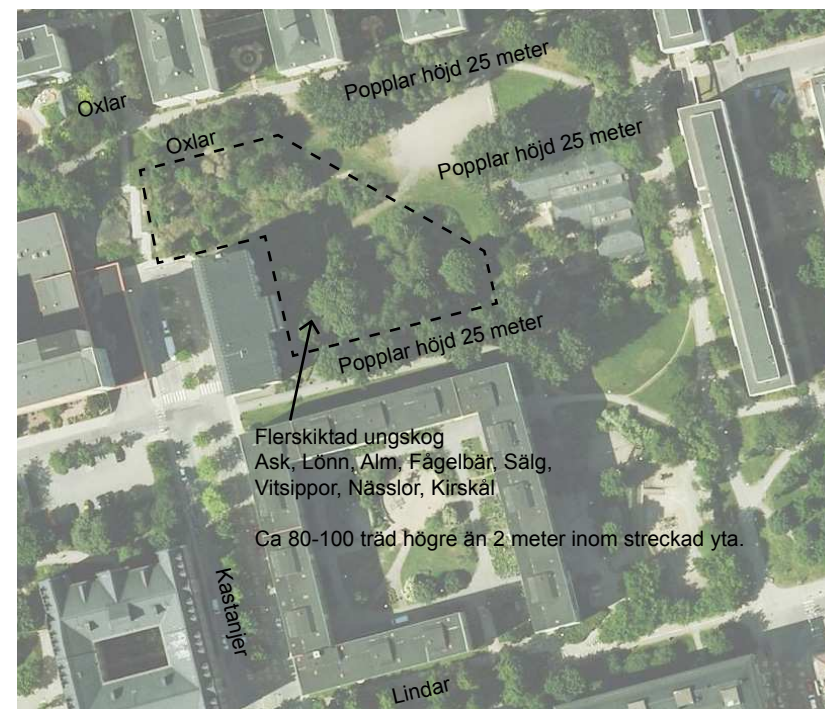 Popplar höjd 25 meter
Oxlar
Oxlar
Popplar höjd 25 meter
Popplar höjd 25 meter
Flerskiktad ungskog
Ask, Lönn, Alm, Fågelbär, Sälg,
Vitsippor, Nässlor, Kirskål
Ca 80-100 träd högre än 2 meter inom streckad yta.
Kastanjer
Lindar